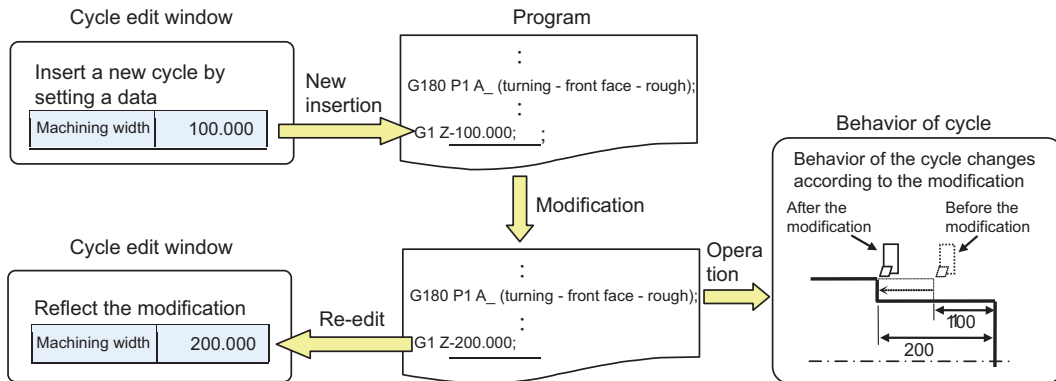 Cycle edit window
Insert a new cycle by
setting a data
Machining width 100.000
New
insertion
Program
:
G180 P1 A_ (turning - front face - rough);
:
G1 Z-100.000; ;
Modification
Cycle edit window
Reflect the modification
Machining width 200.000
Re-edit
:
G180 P1 A_ (turning - front face - rough);
:
G1 Z-200.000;
Opera
tion
Behavior of cycle
Behavior of the cycle changes
according to the modification
After the
modification
Before the
modification
100
200